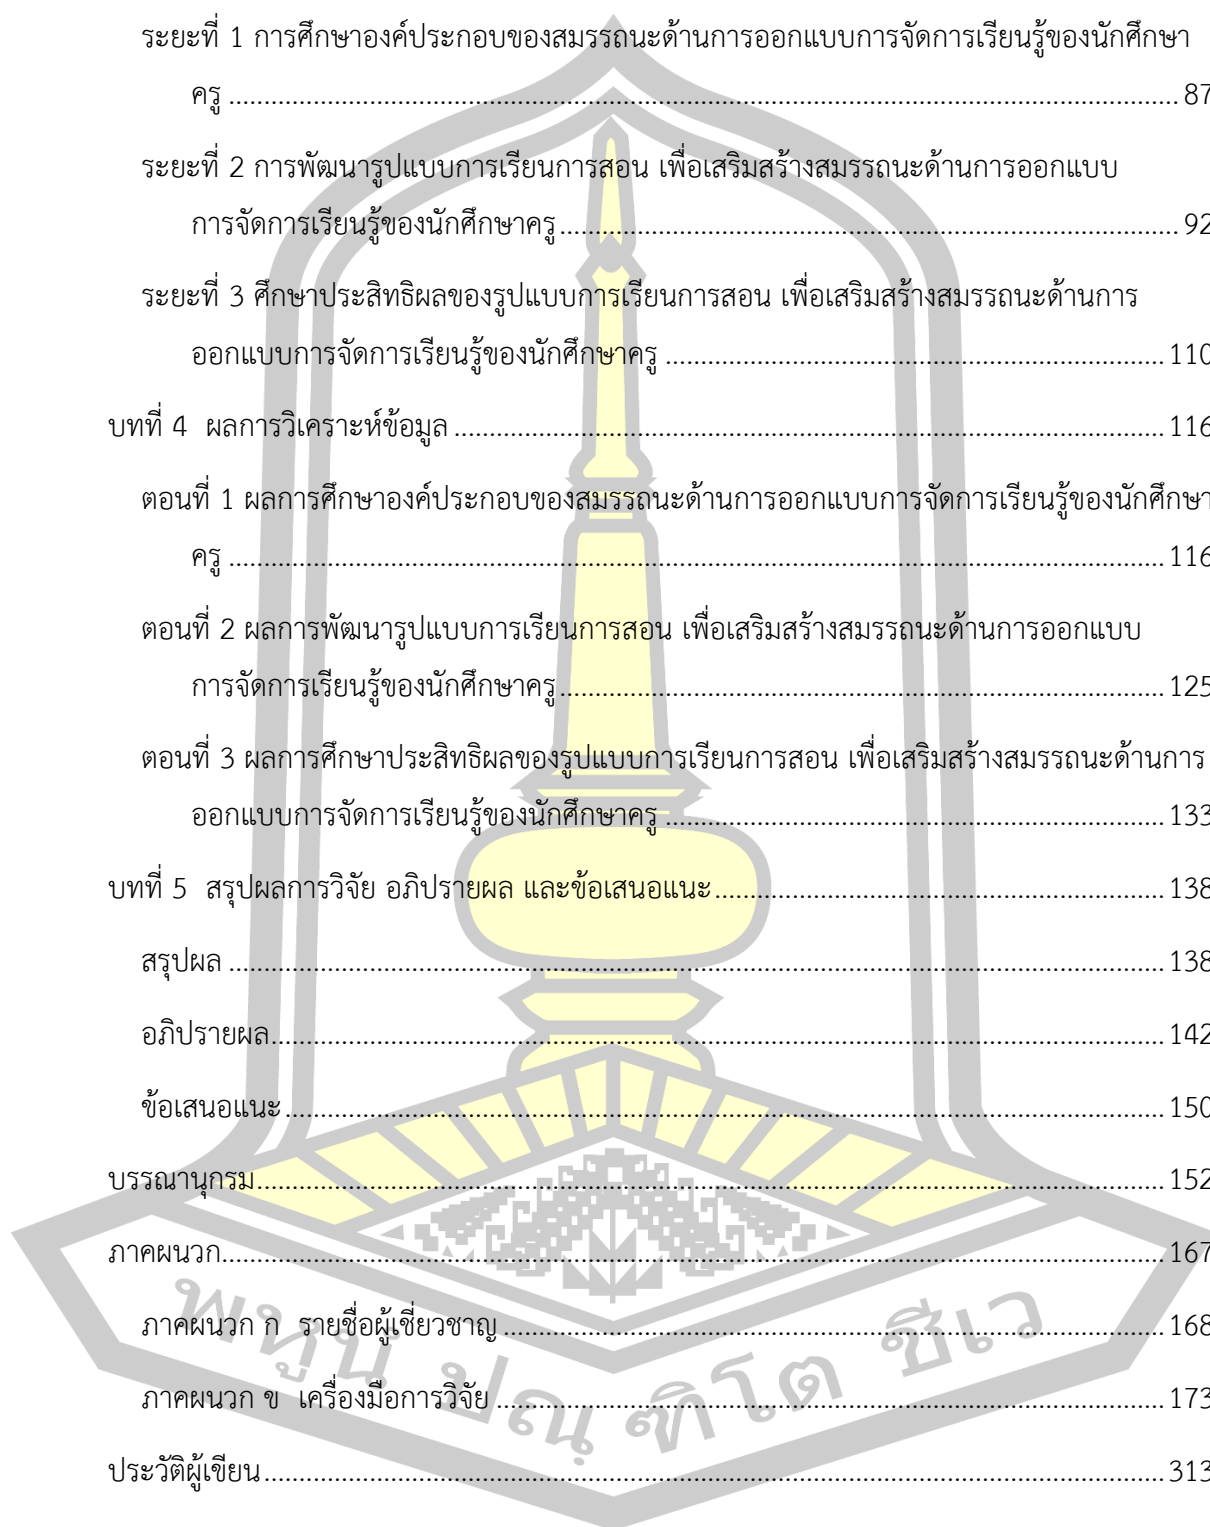 ระยะที่ 1 การศึกษาองค์ประกอบของสมรรถนะด้านการออกแบบการจัดการเรียนรู้ของนักศึกษา
ครู ........................................................................................................................ 87
ระยะที่ 2 การพัฒนารูปแบบการเรียนการสอน เพื่อเสริมสร้างสมรรถนะด้านการออกแบบ
การจัดการเรียนรู้ของนักศึกษาครู ........................................................................ 92
ระยะที่ 3 ศึกษาประสิทธิผลของรูปแบบการเรียนการสอน เพื่อเสริมสร้างสมรรถนะด้านการ
ออกแบบการจัดการเรียนรู้ของนักศึกษาครู ........................................................ 110
บทที่ 4 ผลการวิเคราะห์ข้อมูล ........................................................................ 116
ตอนที่ 1 ผลการศึกษาองค์ประกอบของสมรรถนะด้านการออกแบบการจัดการเรียนรู้ของนักศึกษา
ครู ........................................................................................................................ 116
ตอนที่ 2 ผลการพัฒนารูปแบบการเรียนการสอน เพื่อเสริมสร้างสมรรถนะด้านการออกแบบ
การจัดการเรียนรู้ของนักศึกษาครู ........................................................................ 125
ตอนที่ 3 ผลการศึกษาประสิทธิผลของรูปแบบการเรียนการสอน เพื่อเสริมสร้างสมรรถนะด้านการ
ออกแบบการจัดการเรียนรู้ของนักศึกษาครู ........................................................ 133
บทที่ 5 สรุปผลการวิจัย อภิปรายผล และข้อเสนอแนะ ........................................ 138
สรุปผล ........................................................................................................ 138
อภิปรายผล ........................................................................................................ 142
ข้อเสนอแนะ ........................................................................................................ 150
บรรณานุกรม ........................................................................................................ 152
ภาคผนวก ........................................................................................................ 167
ภาคผนวก ก รายชื่อผู้เชี่ยวชาญ ........................................................................ 168
ภาคผนวก ข เครื่องมือการวิจัย ........................................................................ 173
ประวัติผู้เขียน ........................................................................................................ 313
พหูนํ ปณฺฑิโต ชีเว